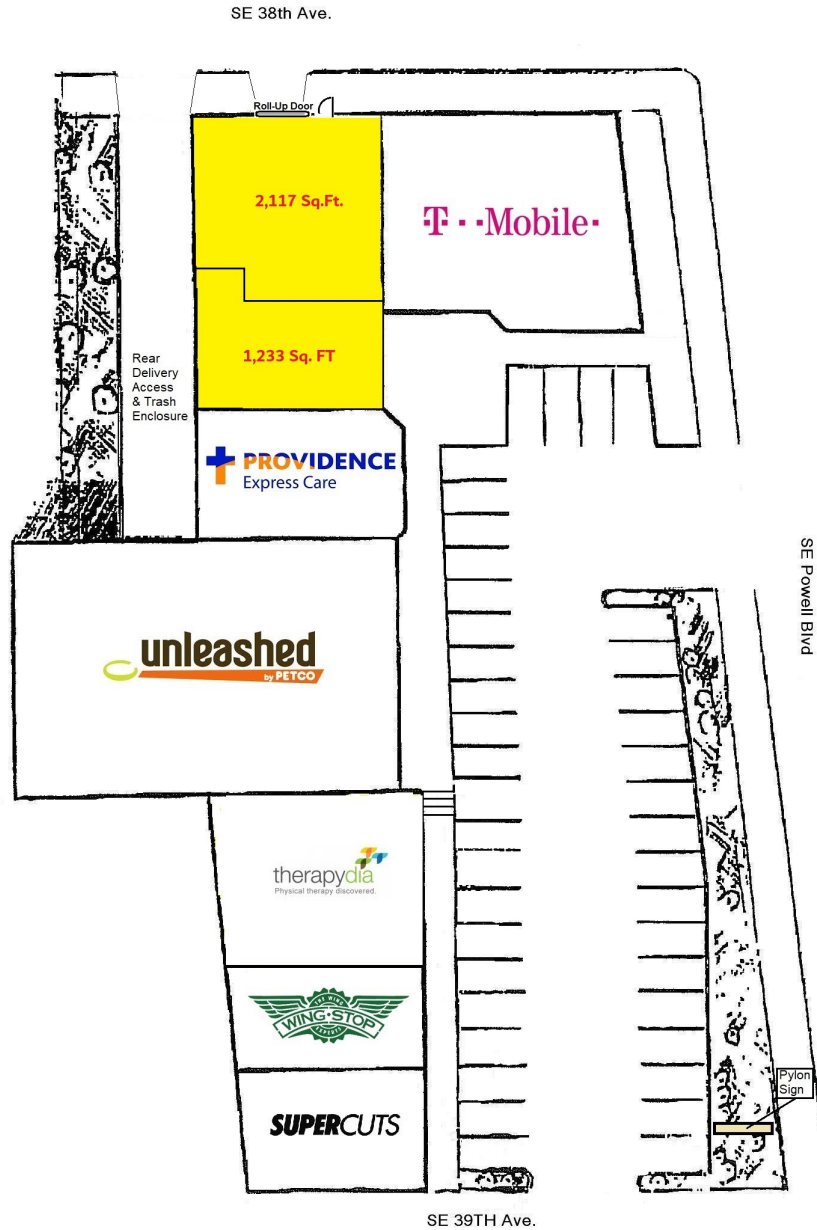 SE 38th Ave.
Roll-Up Door
2,117 Sq.Ft.
T··Mobile·
1,233 Sq. FT
Rear
Delivery
Access
& Trash
Enclosure
PROVIDENCE
Express Care
SE Powell Blvd
unleashed
by PETCO
therapydia
Physical therapy discovered.
THE WING
WING·STOP
EXPERTS
Pylon
Sign
SUPERCUTS
SE 39TH Ave.